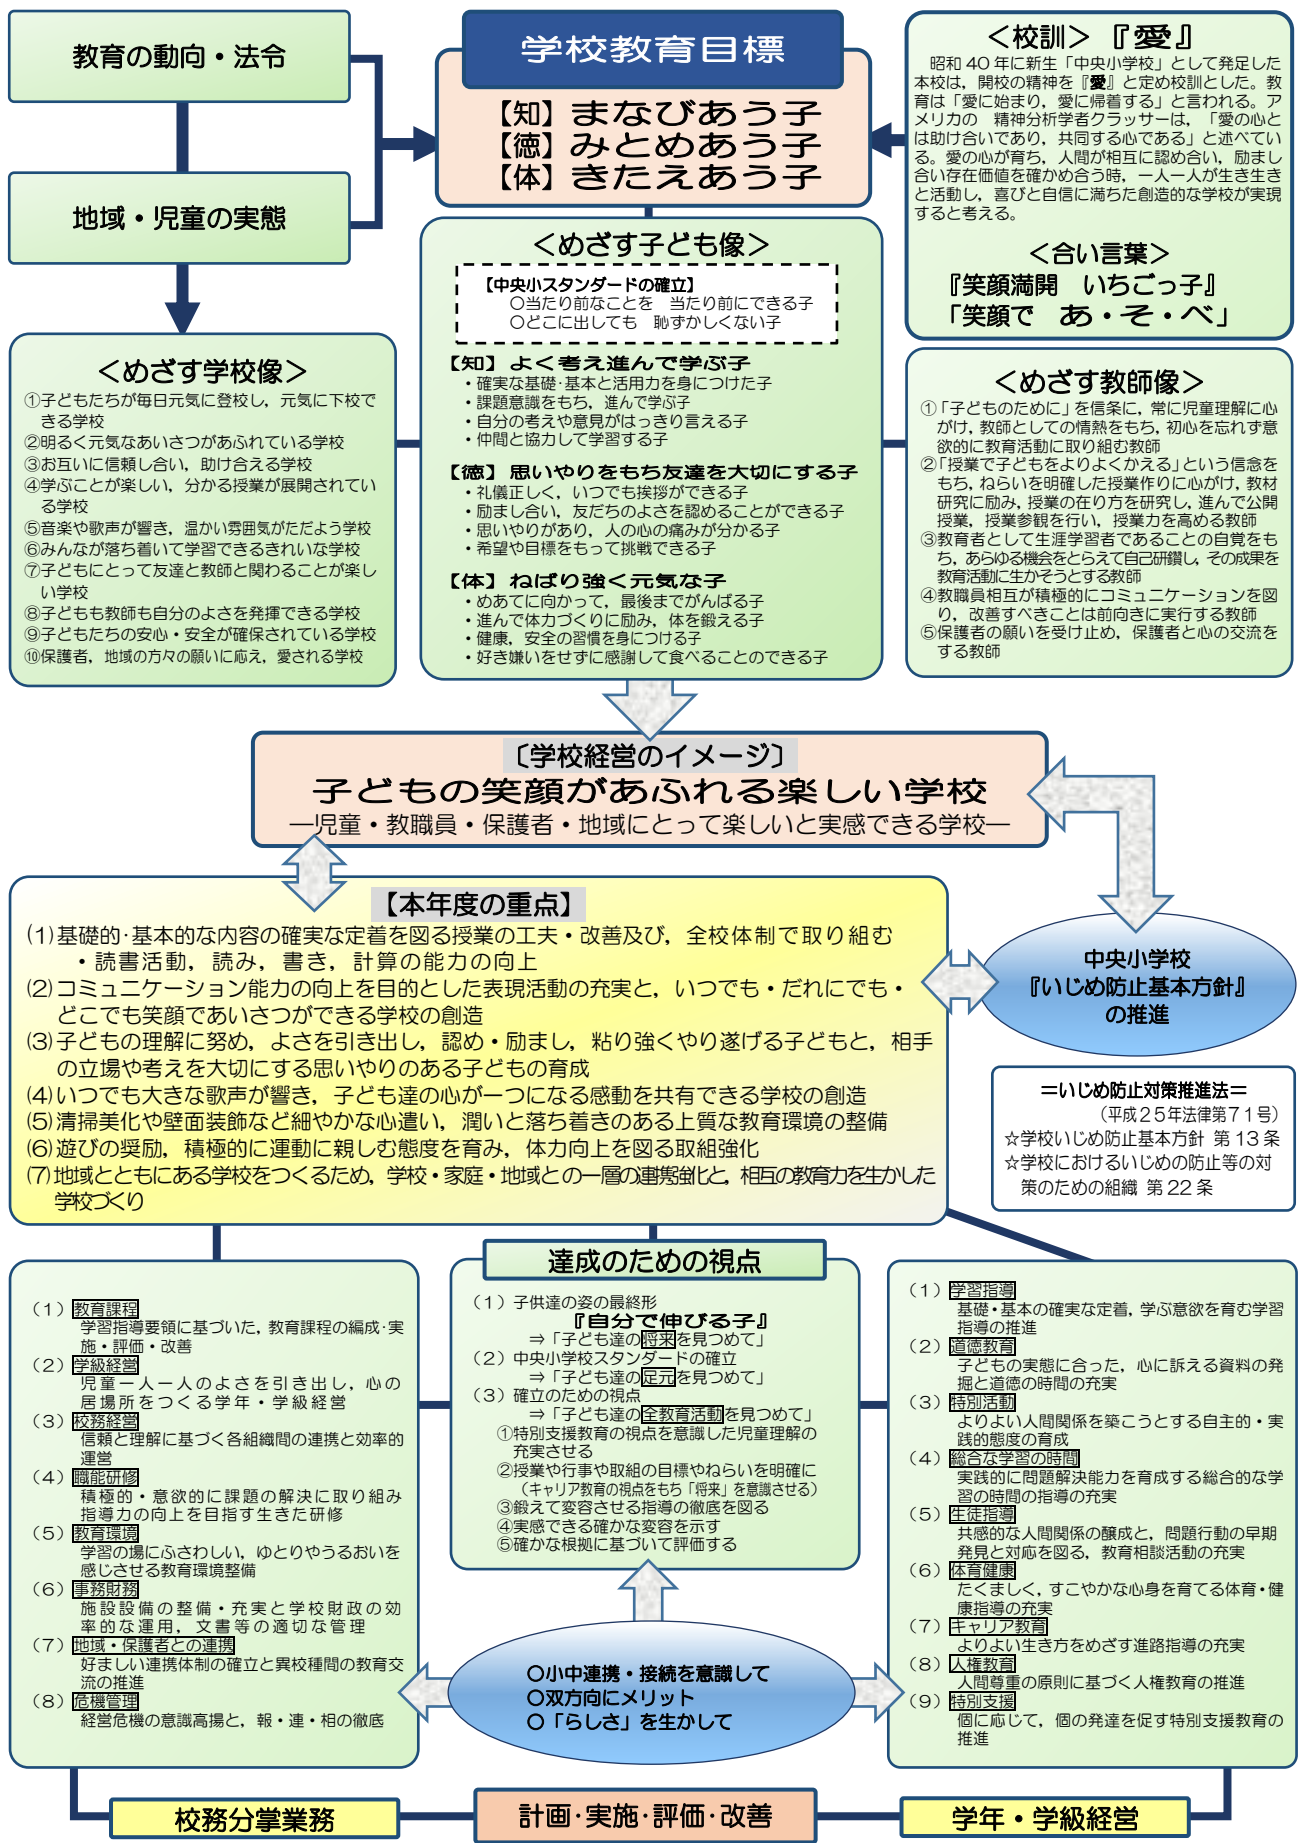 教育の動向・法令
地域・児童の実態
学校教育目標
【知】まなびあう子
【徳】みとめあう子
【体】きたえあう子
＜校訓＞『愛』
昭和40年に新生「中央小学校」として発足した
本校は，開校の精神を『愛』と定め校訓とした。教
育は「愛に始まり，愛に帰着する」と言われる。ア
メリカの　精神分析学者クラッサーは，「愛の心と
は助け合いであり，共同する心である」と述べてい
る。愛の心が育ち，人間が相互に認め合い，励まし
合い存在価値を確かめ合う時，一人一人が生き生き
と活動し，喜びと自信に満ちた創造的な学校が実現
すると考える。
＜合い言葉＞
『笑顔満開　いちごっ子』
「笑顔で　あ・そ・べ」
＜めざす学校像＞
①子どもたちが毎日元気に登校し，元気に下校で
きる学校
②明るく元気なあいさつがあふれている学校
③お互いに信頼し合い，助け合える学校
④学ぶことが楽しい，分かる授業が展開されてい
る学校
⑤音楽や歌声が響き，温かい雰囲気がただよう学校
⑥みんなが落ち着いて学習できるきれいな学校
⑦子どもにとって友達と教師と関わることが楽し
い学校
⑧子どもも教師も自分のよさを発揮できる学校
⑨子どもたちの安心・安全が確保されている学校
⑩保護者，地域の方々の願いに応え，愛される学校
＜めざす子ども像＞
【中央小スタンダードの確立】
○当たり前なことを　当たり前にできる子
○どこに出しても　恥ずかしくない子
【知】よく考え進んで学ぶ子
・確実な基礎・基本と活用力を身につけた子
・課題意識をもち，進んで学ぶ子
・自分の考えや意見がはっきり言える子
・仲間と協力して学習する子
【徳】思いやりをもち友達を大切にする子
・礼儀正しく，いつでも挨拶ができる子
・励まし合い，友だちのよさを認めることができる子
・思いやりがあり，人の心の痛みが分かる子
・希望や目標をもって挑戦できる子
【体】ねばり強く元気な子
・めあてに向かって，最後までがんばる子
・進んで体力づくりに励み，体を鍛える子
・健康，安全の習慣を身につける子
・好き嫌いをせずに感謝して食べることのできる子
＜めざす教師像＞
①「子どものために」を信条に，常に児童理解に心
がけ，教師としての情熱をもち，初心を忘れず意
欲的に教育活動に取り組む教師
②「授業で子どもをよりよくかえる」という信念を
もち，ねらいを明確した授業作りに心がけ，教材
研究に励み，授業の在り方を研究し，進んで公開
授業，授業参観を行い，授業力を高める教師
③教育者として生涯学習者であることの自覚をも
ち，あらゆる機会をとらえて自己研鑽し，その成果を
教育活動に生かそうとする教師
④教職員相互が積極的にコミュニケーションを図
り，改善すべきことは前向きに実行する教師
⑤保護者の願いを受け止め，保護者と心の交流を
する教師
〔学校経営のイメージ〕
子どもの笑顔があふれる楽しい学校
―児童・教職員・保護者・地域にとって楽しいと実感できる学校―
【本年度の重点】
(1)基礎的・基本的な内容の確実な定着を図る授業の工夫・改善及び，全校体制で取り組む
・読書活動，読み，書き，計算の能力の向上
(2)コミュニケーション能力の向上を目的とした表現活動の充実と，いつでも・だれにでも・
どこでも笑顔であいさつができる学校の創造
(3)子どもの理解に努め，よさを引き出し，認め・励まし，粘り強くやり遂げる子どもと，相手
の立場や考えを大切にする思いやりのある子どもの育成
(4)いつでも大きな歌声が響き，子ども達の心が一つになる感動を共有できる学校の創造
(5)清掃美化や壁面装飾など細やかな心遣い，潤いと落ち着きのある上質な教育環境の整備
(6)遊びの奨励，積極的に運動に親しむ態度を育み，体力向上を図る取組強化
(7)地域とともにある学校をつくるため，学校・家庭・地域との一層の連携強化と，相互の教育力を生かした
学校づくり
中央小学校
『いじめ防止基本方針』
の推進
＝いじめ防止対策推進法＝
（平成２５年法律第７１号）
☆学校いじめ防止基本方針 第13条
☆学校におけるいじめの防止等の対
策のための組織 第22条
（１）教育課程
学習指導要領に基づいた，教育課程の編成・実
施・評価・改善
（２）学級経営
児童一人一人のよさを引き出し，心の
居場所をつくる学年・学級経営
（３）校務経営
信頼と理解に基づく各組織間の連携と効率的
運営
（４）職能研修
積極的・意欲的に課題の解決に取り組み
指導力の向上を目指す生きた研修
（５）教育環境
学習の場にふさわしい，ゆとりやうるおいを
感じさせる教育環境整備
（６）事務財務
施設設備の整備・充実と学校財政の効
率的な運用，文書等の適切な管理
（７）地域・保護者との連携
好ましい連携体制の確立と異校種間の教育交
流の推進
（８）危機管理
経営危機の意識高揚と，報・連・相の徹底
達成のための視点
（１）子供達の姿の最終形
『自分で伸びる子』
⇒「子ども達の将来を見つめて」
（２）中央小学校スタンダードの確立
⇒「子ども達の足元を見つめて」
（３）確立のための視点
⇒「子ども達の全教育活動を見つめて」
①特別支援教育の視点を意識した児童理解の
充実させる
②授業や行事や取組の目標やねらいを明確に
（キャリア教育の視点をもち「将来」を意識させる）
③鍛えて変容させる指導の徹底を図る
④実感できる確かな変容を示す
⑤確かな根拠に基づいて評価する
○小中連携・接続を意識して
○双方向にメリット
○「らしさ」を生かして
（１）学習指導
基礎・基本の確実な定着，学ぶ意欲を育む学習
指導の推進
（２）道徳教育
子どもの実態に合った，心に訴える資料の発
掘と道徳の時間の充実
（３）特別活動
よりよい人間関係を築こうとする自主的・実
践的態度の育成
（４）総合な学習の時間
実践的に問題解決能力を育成する総合的な学
習の時間の指導の充実
（５）生徒指導
共感的な人間関係の醸成と，問題行動の早期
発見と対応を図る，教育相談活動の充実
（６）体育健康
たくましく，すこやかな心身を育てる体育・健
康指導の充実
（７）キャリア教育
よりよい生き方をめざす進路指導の充実
（８）人権教育
人間尊重の原則に基づく人権教育の推進
（９）特別支援
個に応じて，個の発達を促す特別支援教育の
推進
校務分掌業務
計画・実施・評価・改善
学年・学級経営